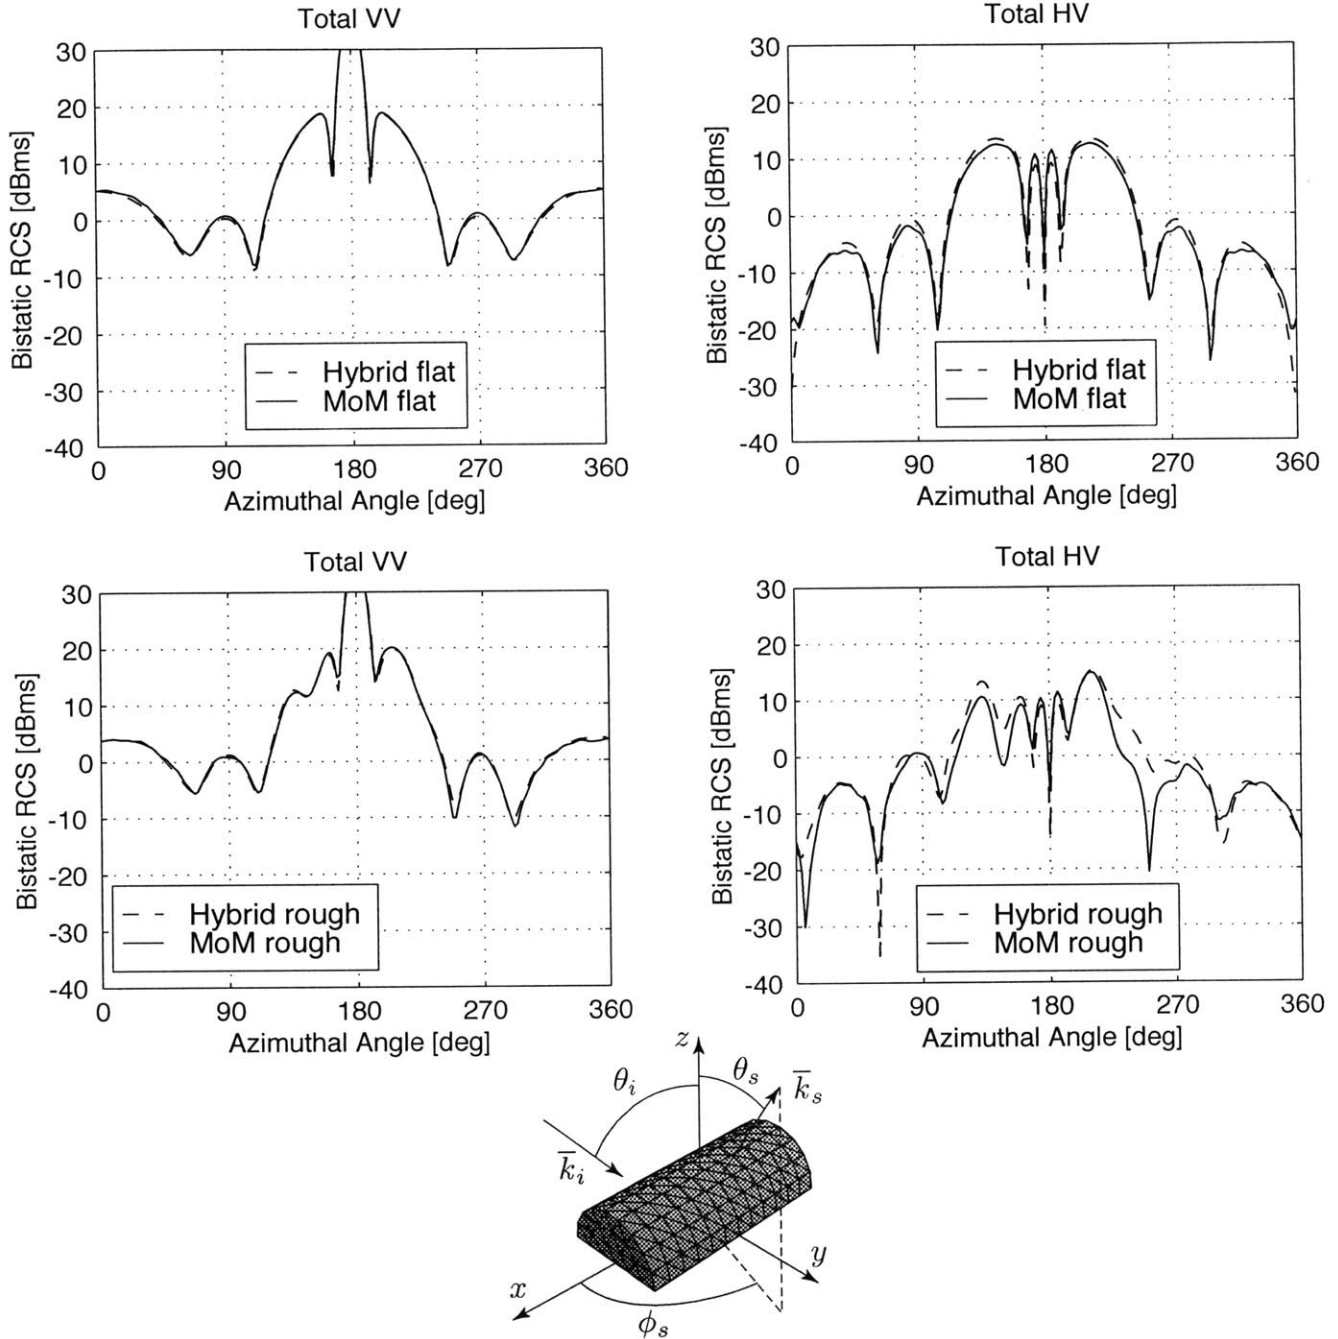 Total VV
30
20
10
0
-10
-20
-30
-40
Bistatic RCS [dBms]
Hybrid flat
MoM flat
0 90 180 270 360
Azimuthal Angle [deg]
Total HV
30
20
10
0
-10
-20
-30
-40
Bistatic RCS [dBms]
Hybrid flat
MoM flat
0 90 180 270 360
Azimuthal Angle [deg]
Total VV
30
20
10
0
-10
-20
-30
-40
Bistatic RCS [dBms]
Hybrid rough
MoM rough
0 90 180 270 360
Azimuthal Angle [deg]
Total HV
30
20
10
0
-10
-20
-30
-40
Bistatic RCS [dBms]
Hybrid rough
MoM rough
0 90 180 270 360
Azimuthal Angle [deg]
z
θi
θs
k̅s
k̅i
y
x
ϕs